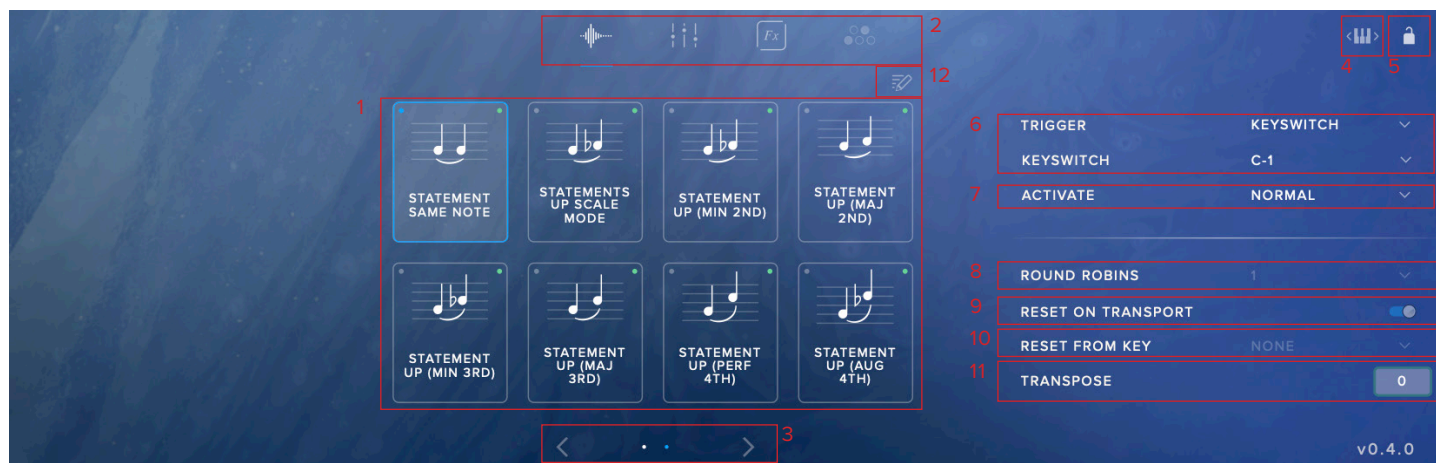 2
Fx
4
5
12
1
STATEMENT
SAME NOTE
STATEMENTS
UP SCALE
MODE
STATEMENT
UP (MIN 2ND)
STATEMENT
UP (MAJ
2ND)
STATEMENT
UP (MIN 3RD)
STATEMENT
UP (MAJ
3RD)
STATEMENT
UP (PERF
4TH)
STATEMENT
UP (AUG
4TH)
3
6 TRIGGER KEYSWITCH
KEYSWITCH C-1
7 ACTIVATE NORMAL
8 ROUND ROBINS 1
9 RESET ON TRANSPORT
10 RESET FROM KEY NONE
11 TRANSPOSE 0
v0.4.0